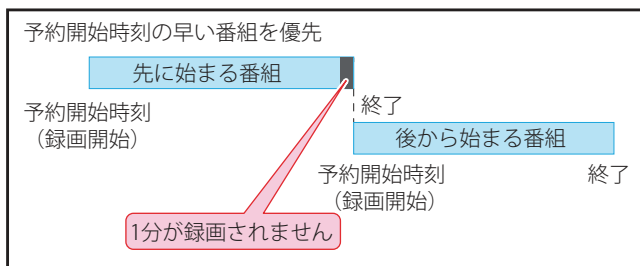 予約開始時刻の早い番組を優先
先に始まる番組
予約開始時刻
（録画開始）
終了
後から始まる番組
予約開始時刻
（録画開始）
終了
1分が録画されません